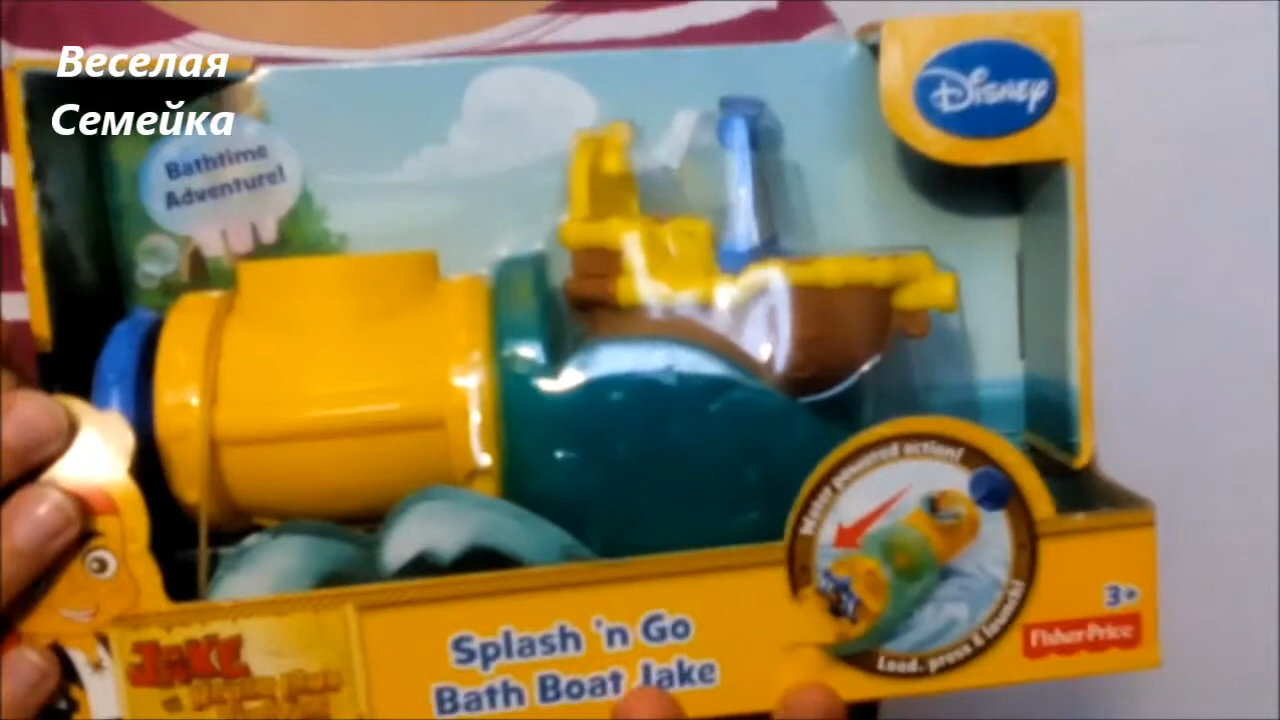 Веселая
Семейка
Bathtime
Adventure!
Disney
Water powered action!
Load, press & launch!
3+
Fisher-Price
JAKE
Splash 'n Go
Bath Boat Jake